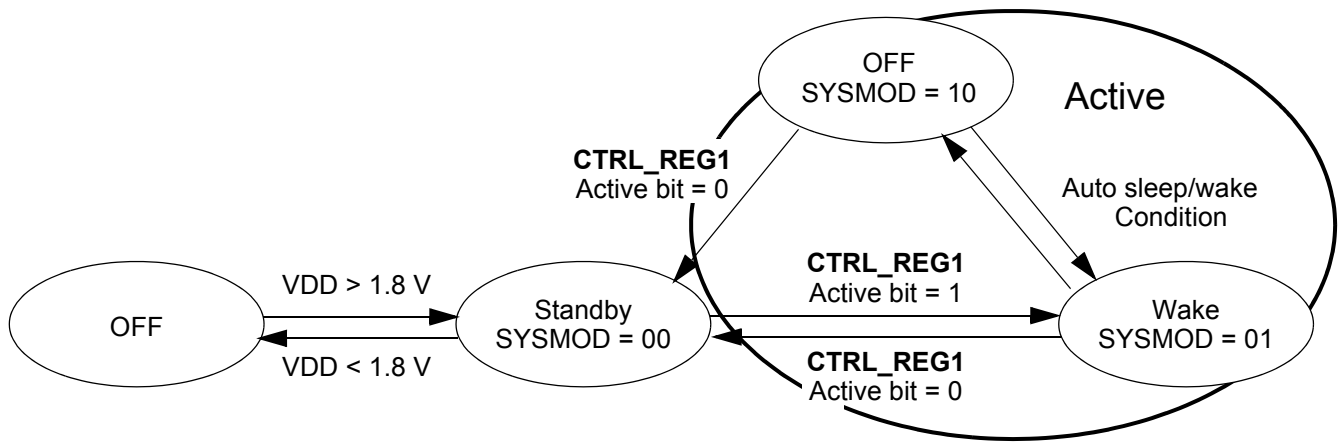 OFF
SYSMOD = 10
Active
CTRL_REG1
Active bit = 0
Auto sleep/wake
Condition
VDD > 1.8 V
CTRL_REG1
Active bit = 1
OFF
Standby
SYSMOD = 00
Wake
SYSMOD = 01
VDD < 1.8 V
CTRL_REG1
Active bit = 0